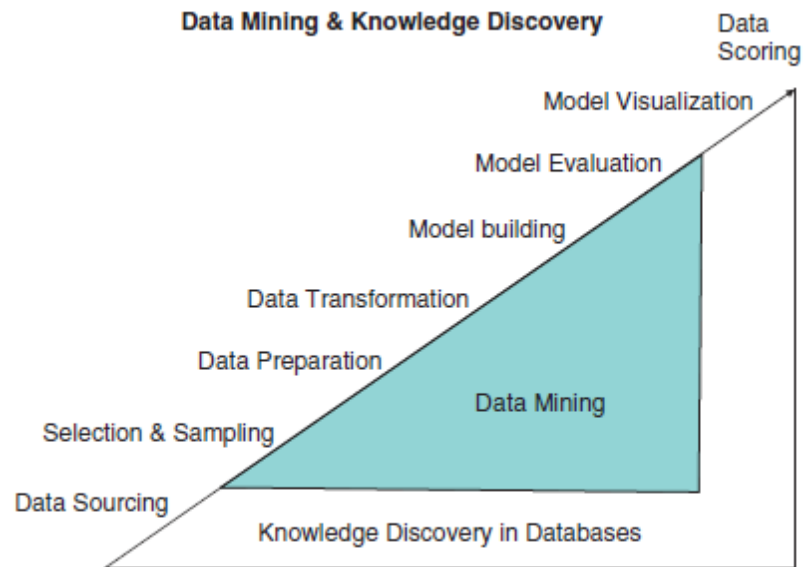 Data Mining & Knowledge Discovery
Data
Scoring
Model Visualization
Model Evaluation
Model building
Data Transformation
Data Preparation
Data Mining
Selection & Sampling
Data Sourcing
Knowledge Discovery in Databases